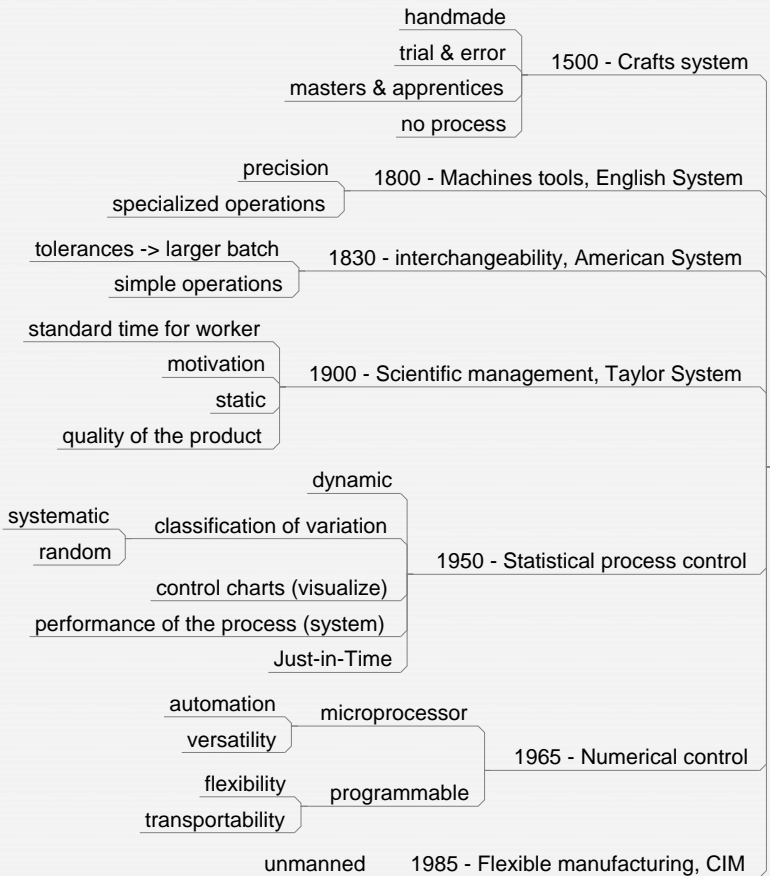 handmade
trial & error
1500 - Crafts system
masters & apprentices
no process
precision
1800 - Machines tools, English System
specialized operations
tolerances -> larger batch
1830 - interchangeability, American System
simple operations
standard time for worker
motivation
1900 - Scientific management, Taylor System
static
quality of the product
dynamic
systematic
classification of variation
random
1950 - Statistical process control
control charts (visualize)
performance of the process (system)
Just-in-Time
automation
microprocessor
versatility
1965 - Numerical control
flexibility
programmable
transportability
unmanned
1985 - Flexible manufacturing, CIM